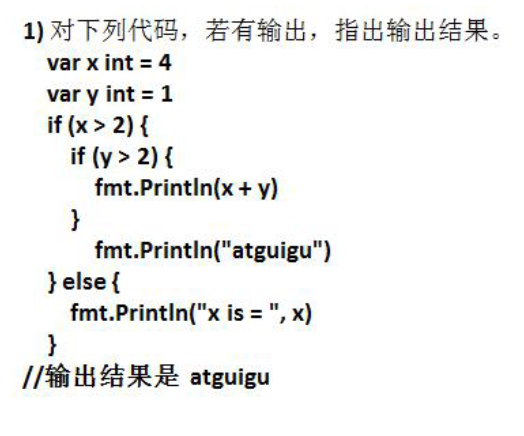 1) 对下列代码，若有输出，指出输出结果。
var x int = 4
var y int = 1
if (x > 2) {
if (y > 2) {
fmt.Println(x + y)
}
fmt.Println("atguigu")
} else {
fmt.Println("x is = ", x)
}
//输出结果是 atguigu